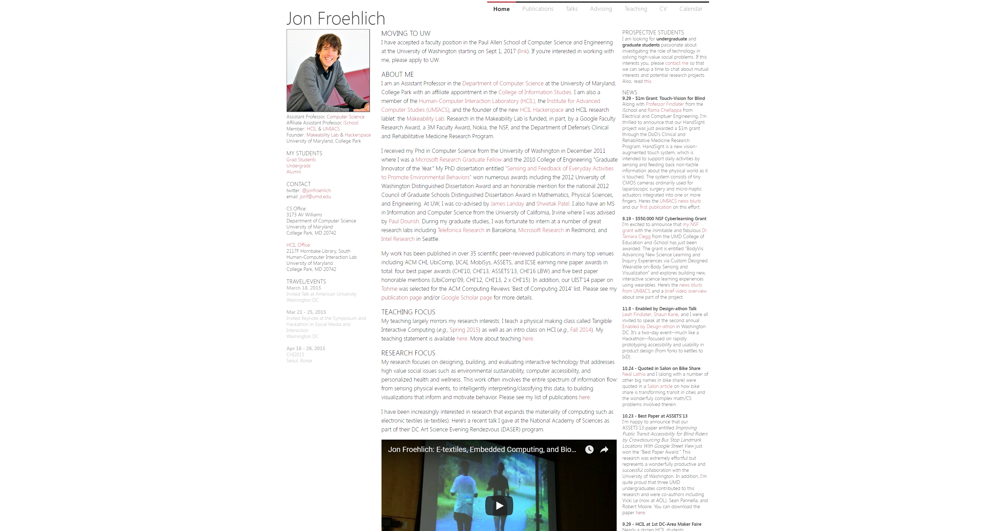 Home Publications Talks Advising Teaching CV Calendar
Jon Froehlich
Assistant Professor, Computer Science
Affiliate Assistant Professor, iSchool
Member: HCIL & UMIACS
Founder: Makeability Lab & Hackerspace
University of Maryland, College Park
MY STUDENTS
Grad Students
Undergrads
Alumni
CONTACT
twitter: @jonfroehlich
email: jonf@umd.edu
CS Office:
3173 AV Williams
Department of Computer Science
University of Maryland
College Park, MD 20742
HCIL Office:
2117F Hornbake Library, South
Human-Computer Interaction Lab
University of Maryland
College Park, MD 20742
TRAVEL/EVENTS
March 18, 2015
Invited Talk at American University
Washington DC
Mar 21 - 25, 2015
Invited Keynote at the Symposium and
Hackathon in Social Media and
Interaction
Washington DC
Apr 16 - 26, 2015
CHI2015
Seoul, Korea
MOVING TO UW
I have accepted a faculty position in the Paul Allen School of Computer Science and Engineering
at the University of Washington starting on Sept 1, 2017 (link). If you're interested in working with
me, please apply to UW.
ABOUT ME
I am an Assistant Professor in the Department of Computer Science at the University of Maryland,
College Park with an affiliate appointment in the College of Information Studies. I am also a
member of the Human-Computer Interaction Laboratory (HCIL), the Institute for Advanced
Computer Studies (UMIACS), and the founder of the new HCIL Hackerspace and HCIL research
lablet: the Makeability Lab. Research in the Makeability Lab is funded, in part, by a Google Faculty
Research Award, a 3M Faculty Award, Nokia, the NSF, and the Department of Defense's Clinical
and Rehabilitative Medicine Research Program.
I received my Phd in Computer Science from the University of Washington in December 2011
where I was a Microsoft Research Graduate Fellow and the 2010 College of Engineering "Graduate
Innovator of the Year." My PhD dissertation entitled "Sensing and Feedback of Everyday Activities
to Promote Environmental Behaviors" won numerous awards including the 2012 University of
Washington Distinguished Dissertation Award and an honorable mention for the national 2012
Council of Graduate Schools Distinguished Dissertation Award in Mathematics, Physical Sciences,
and Engineering. At UW, I was co-advised by James Landay and Shwetak Patel. I also have an MS
in Information and Computer Science from the University of California, Irvine where I was advised
by Paul Dourish. During my graduate studies, I was fortunate to intern at a number of great
research labs including Telefonica Research in Barcelona, Microsoft Research in Redmond, and
Intel Research in Seattle.
My work has been published in over 35 scientific peer-reviewed publications in many top venues
including ACM CHI, UbiComp, IJCAI, MobiSys, ASSETS, and ICSE earning nine paper awards in
total: four best paper awards (CHI'10, CHI'13, ASSETS'13, CHI'16 LBW) and five best paper
honorable mentions (UbiComp'09, CHI'12, CHI'13, 2 x CHI'15). In addition, our UIST'14 paper on
Tohme was selected for the ACM Computing Reviews 'Best of Computing 2014' list. Please see my
publication page and/or Google Scholar page for more details.
TEACHING FOCUS
My teaching largely mirrors my research interests: I teach a physical making class called Tangible
Interactive Computing (e.g., Spring 2015) as well as an intro class on HCI (e.g., Fall 2014). My
teaching statement is available here. More about teaching here.
RESEARCH FOCUS
My research focuses on designing, building, and evaluating interactive technology that addresses
high value social issues such as environmental sustainability, computer accessibility, and
personalized health and wellness. This work often involves the entire spectrum of information flow:
from sensing physical events, to intelligently interpreting/classifying this data, to building
visualizations that inform and motivate behavior. Please see my list of publications here.
I have been increasingly interested in research that expands the materiality of computing such as
electronic textiles (e-textiles). Here's a recent talk I gave at the National Academy of Sciences as
part of their DC Art Science Evening Rendezvous (DASER) program.
Jon Froehlich: E-textiles, Embedded Computing, and Bio...
PROSPECTIVE STUDENTS
I am looking for undergraduate and
graduate students passionate about
investigating the role of technology in
solving high-value social problems. If this
interests you, please contact me so that
we can setup a time to chat about mutual
interests and potential research projects.
Also, read this.
NEWS
9.29 - $1m Grant: Touch-Vision for Blind
Along with Professor Findlater from the
iSchool and Rama Chellappa from
Electrical and Comptuer Engineering, I'm
thrilled to announce that our HandSight
project was just awarded a $1m grant
through the DoD's Clinical and
Rehabilitative Medicine Research
Program. HandSight is a new vision-
augmented touch system, which is
intended to support daily activities by
sensing and feeding back non-tactile
information about the physical world as it
is touched. The system consists of tiny
CMOS cameras ordinarily used for
laparoscopic surgery and micro-haptic
actuators integrated into one or more
fingers. Heres the UMIACS news blurb
and our first publication on this effort.
8.19 - $550,000 NSF Cyberlearning Grant
I'm excited to announce that my NSF
grant with the inimitable and fabulous Dr.
Tamara Clegg from the UMD College of
Education and iSchool has just been
awarded. The grant is entitled "BodyVis:
Advancing New Science Learning and
Inquiry Experiences via Custom Designed
Wearable on-Body Sensing and
Visualization" and explores building new,
interactive science learning experiences
using wearables. Here's the news blurb
from UMIACS and a brief video overview
about one part of the project.
11.8 - Enabled by Design-athon Talk
Leah Findlater, Shaun Kane, and I were all
invited to speak at the second annual
Enabled by Design-athon in Washington
DC. It's a two-day event--much like a
Hackathon--focused on rapidly
prototyping accessibility and usability in
product design (from forks to kettles to
IxD).
10.24 - Quoted in Salon on Bike Share
Neal Lathia and I (along with a number of
other big names in bike share) were
quoted in a Salon article on how bike
share is transforming transit in cities and
the wonderfuly complex math/CS
problems involved therein.
10.23 - Best Paper at ASSETS'13
I'm happy to announce that our
ASSETS'13 paper entitled Improving
Public Transit Accessibility for Blind Riders
by Crowdsourcing Bus Stop Landmark
Locations With Google Street View just
won the "Best Paper Award." This
research was extremely effortful but
represents a wonderfully productive and
successful collaboration with the
University of Washington. In addition, I'm
quite proud that three UMD
undergraduates contributed to this
research and were co-authors including
Vicki Le (now at AOL), Sean Pannella, and
Robert Moore. You can download the
paper here.
9.29 - HCIL at 1st DC-Area Maker Faire
Nearly a dozen HCIL students